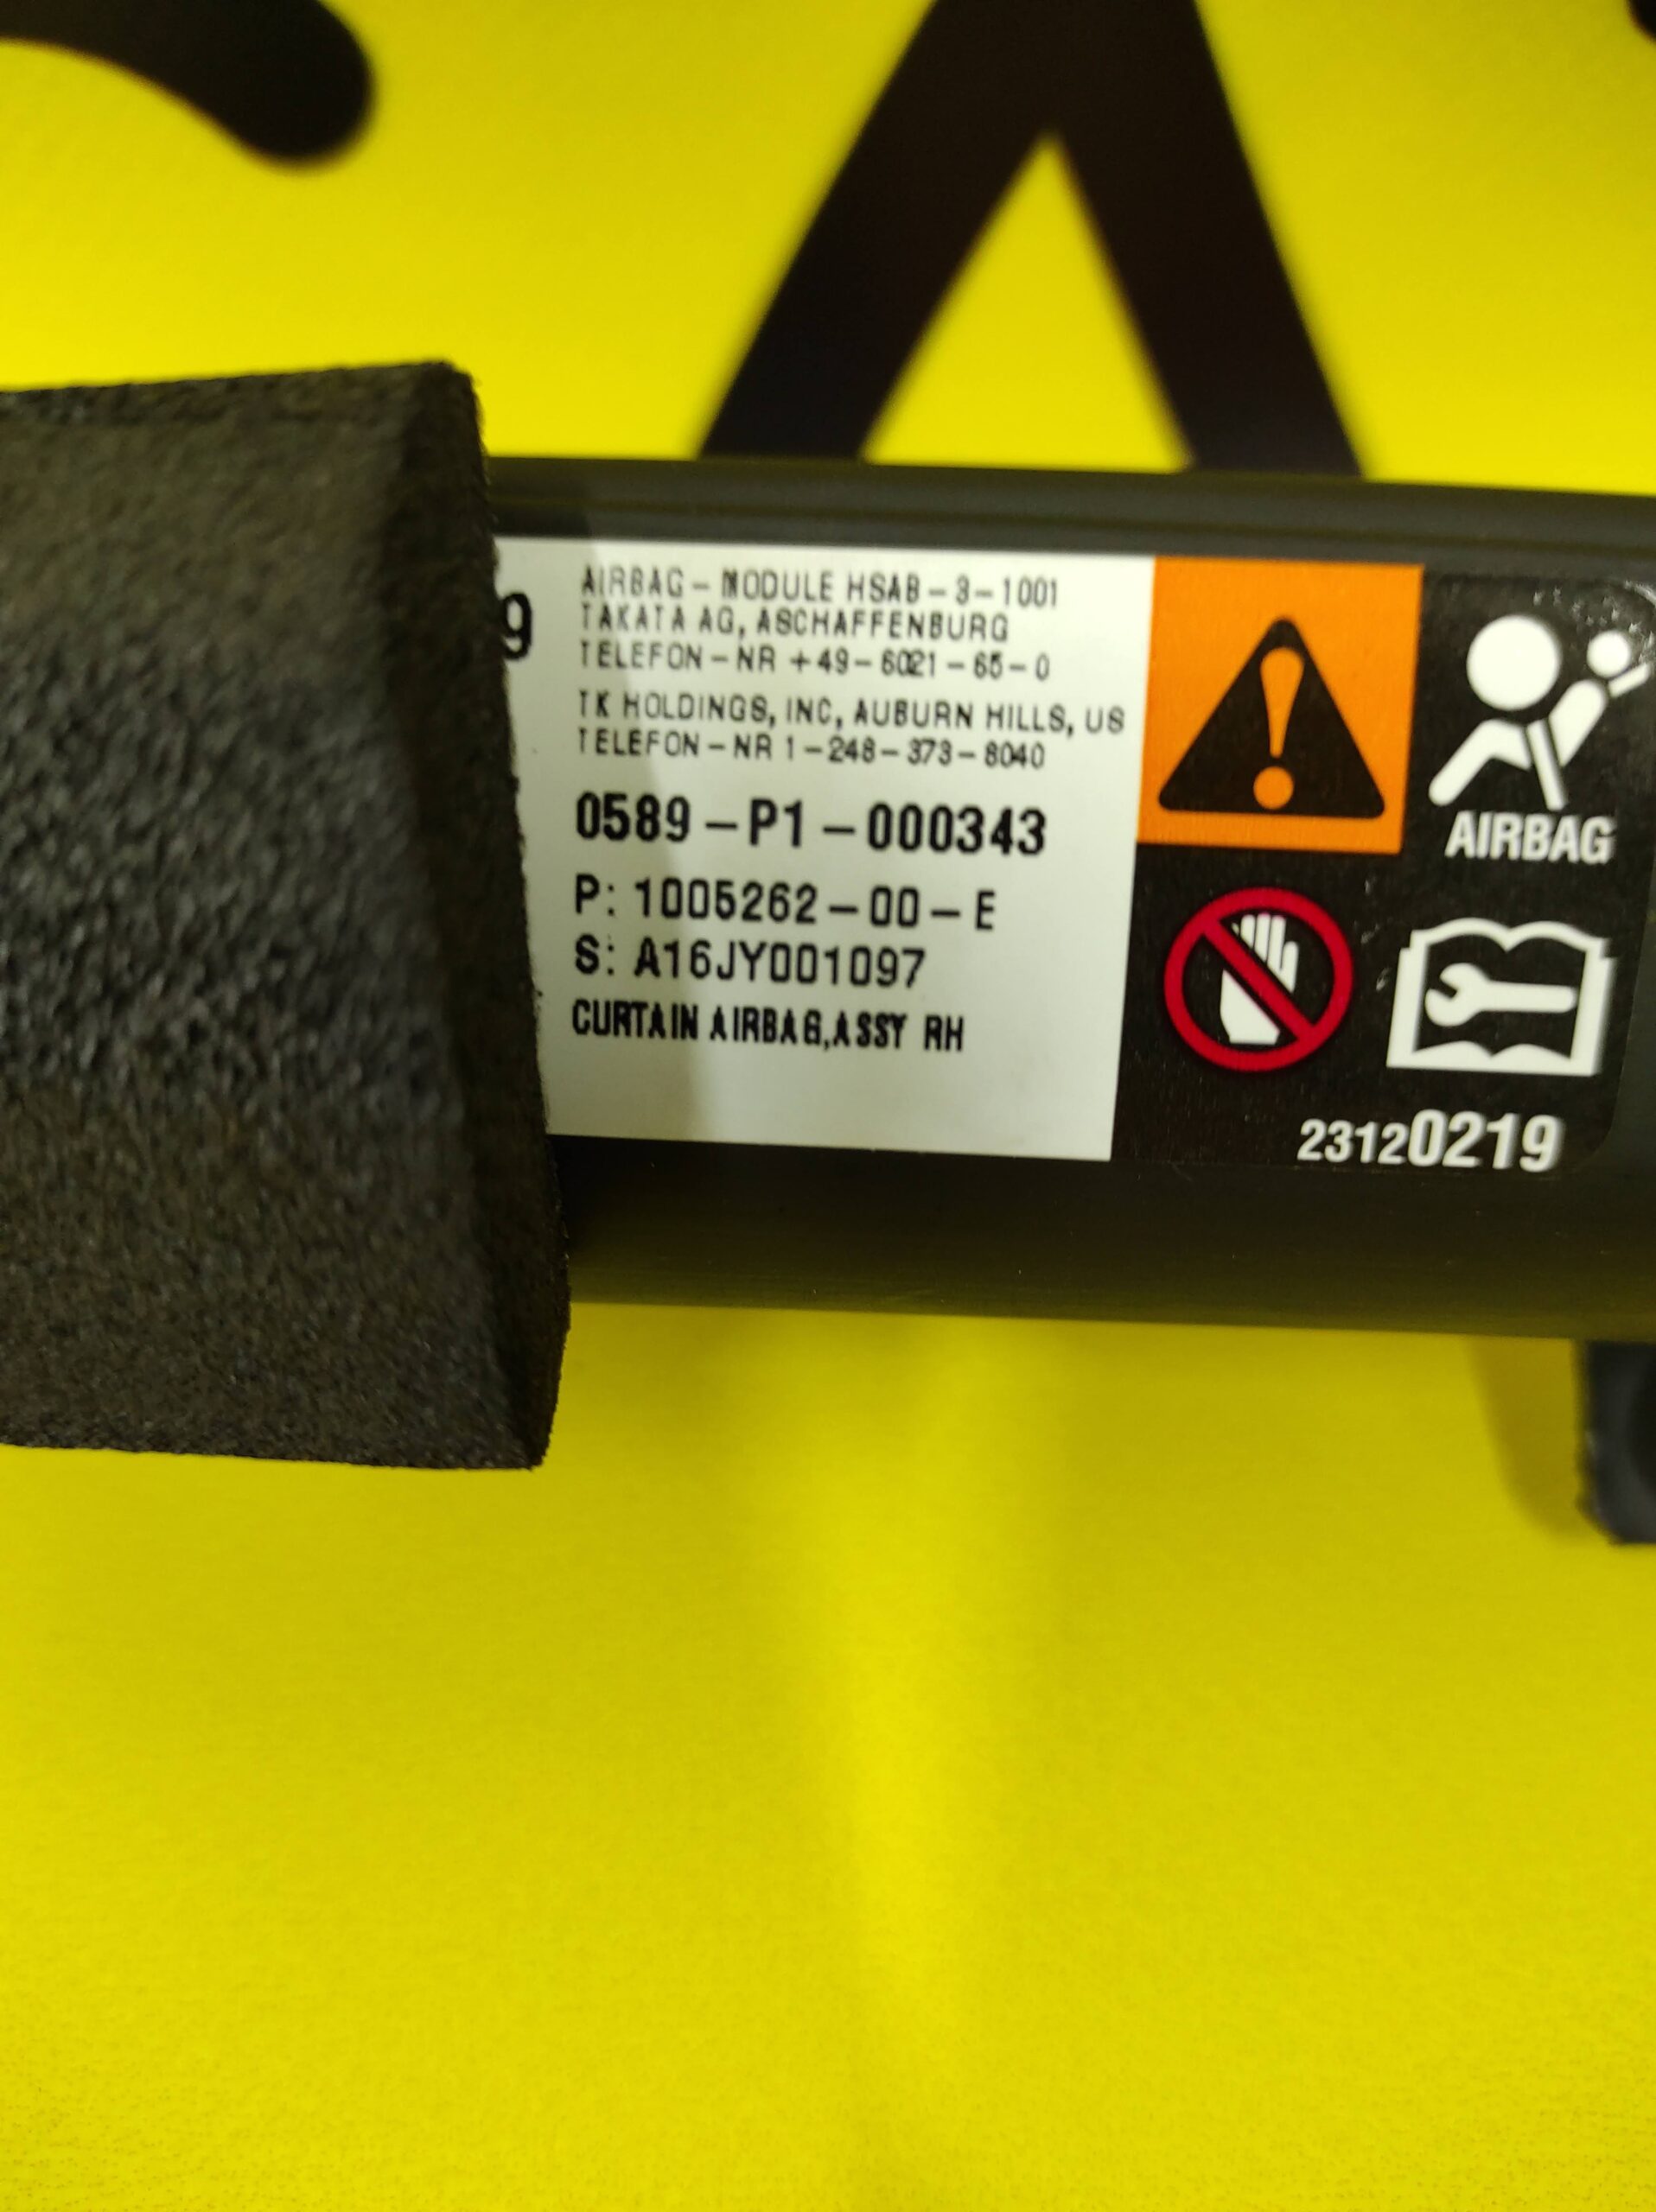 9
AIRBAG - MODULE HSAB - 3 - 1001
TAKATA AG, ASCHAFFENBURG
TELEFON - NR +49 - 6021 - 65 - 0
TK HOLDINGS, INC, AUBURN HILLS, US
TELEFON - NR 1 - 248 - 373 - 8040
0589 - P1 - 000343
P: 1005262 - 00 - E
S: A16JY001097
CURTAIN AIRBAG,ASSY RH
AIRBAG
23120219